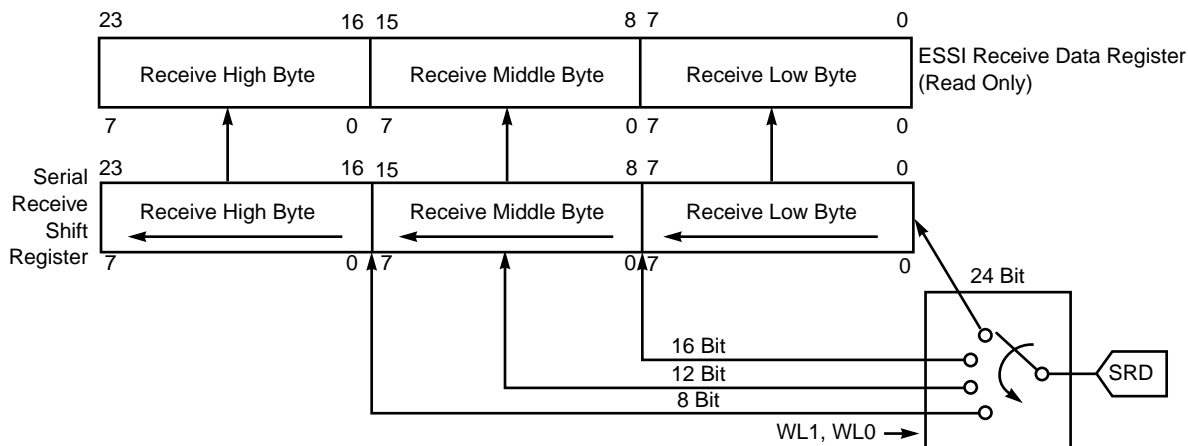 23 16 15 8 7 0
Receive High Byte Receive Middle Byte Receive Low Byte
ESSI Receive Data Register
(Read Only)
7 0 7 0 7 0
23 16 15 8 7 0
Serial
Receive
Shift
Register
Receive High Byte Receive Middle Byte Receive Low Byte
7 0 7 0 7 0
24 Bit
16 Bit
12 Bit
8 Bit
SRD
WL1, WL0